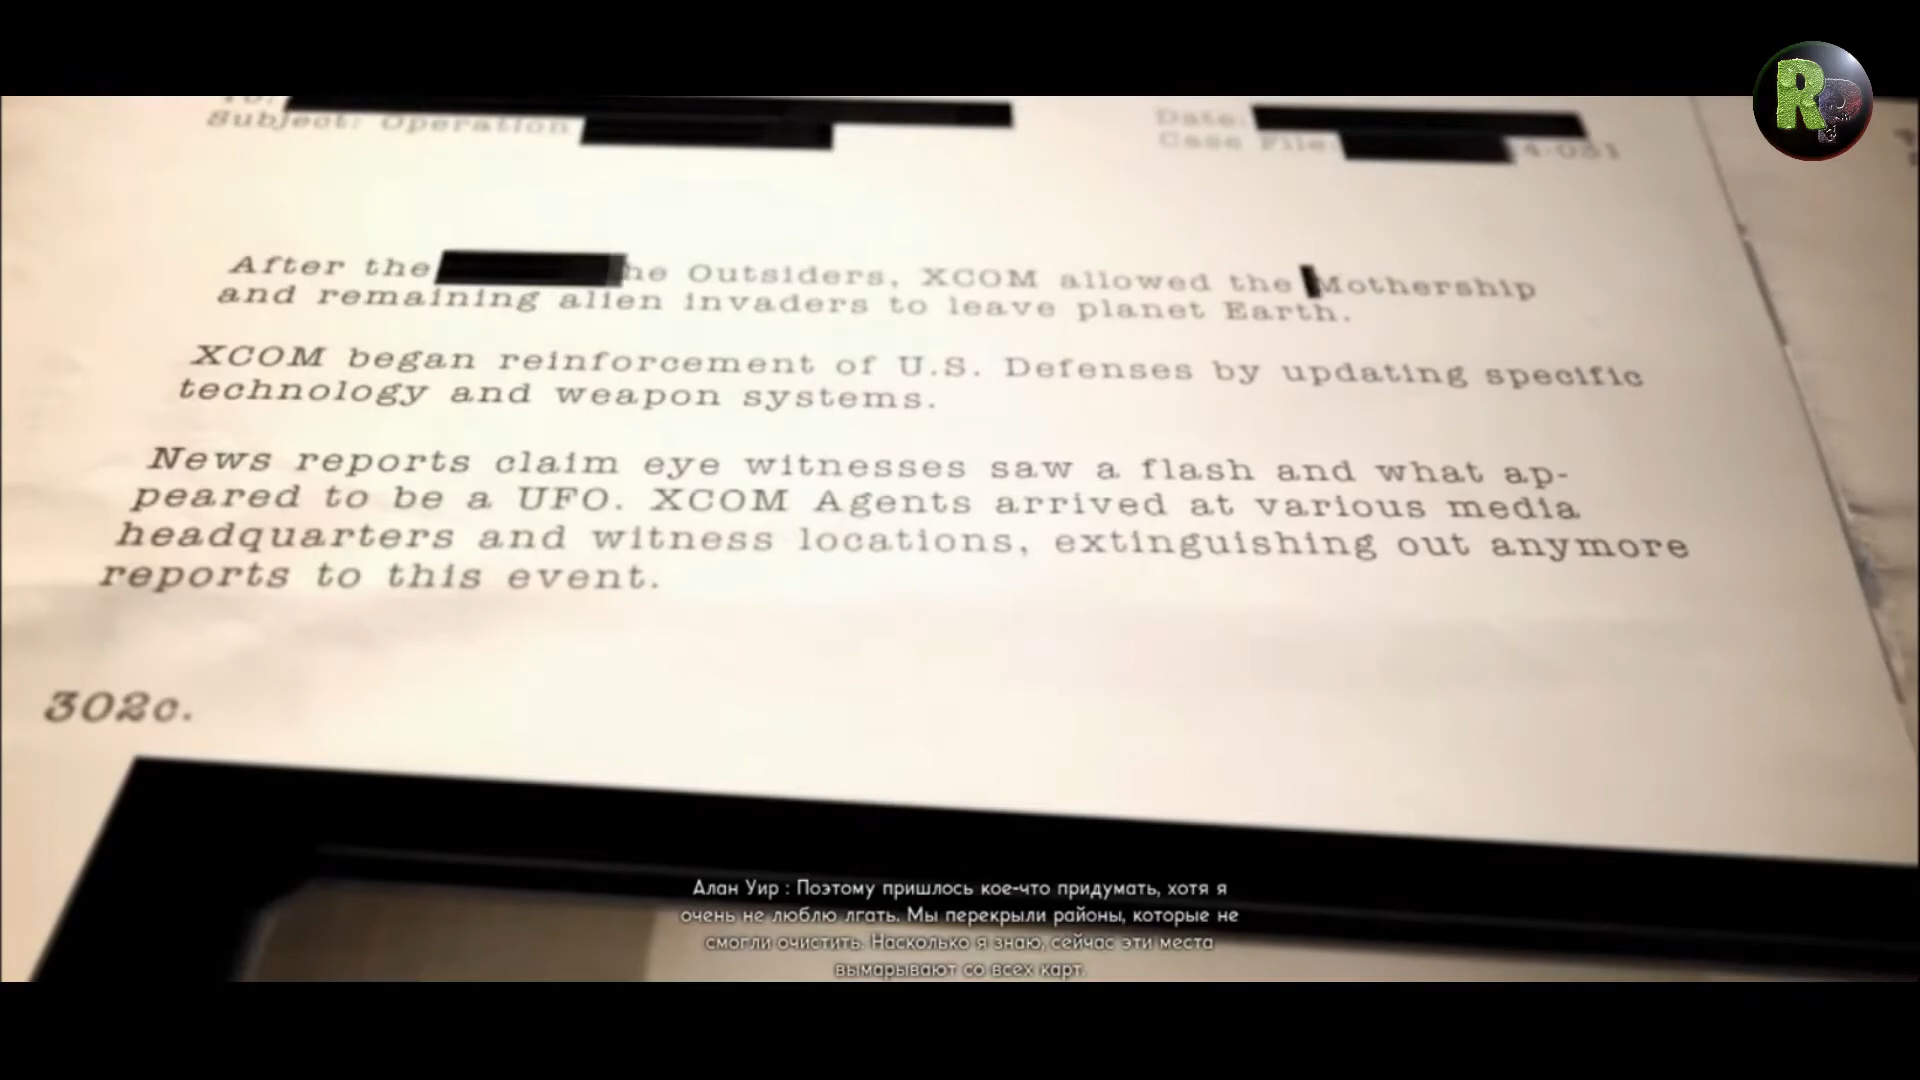 To:
Subject: Operation
Date:
Case File: 4-051
After the he Outsiders, XCOM allowed the Mothership
and remaining alien invaders to leave planet Earth.
XCOM began reinforcement of U.S. Defenses by updating specific
technology and weapon systems.
News reports claim eye witnesses saw a flash and what ap-
peared to be a UFO. XCOM Agents arrived at various media
headquarters and witness locations, extinguishing out anymore
reports to this event.
302c.
Алан Уир : Поэтому пришлось кое-что придумать, хотя я
очень не люблю лгать. Мы перекрыли районы, которые не
смогли очистить. Насколько я знаю, сейчас эти места
вымарывают со всех карт.
R